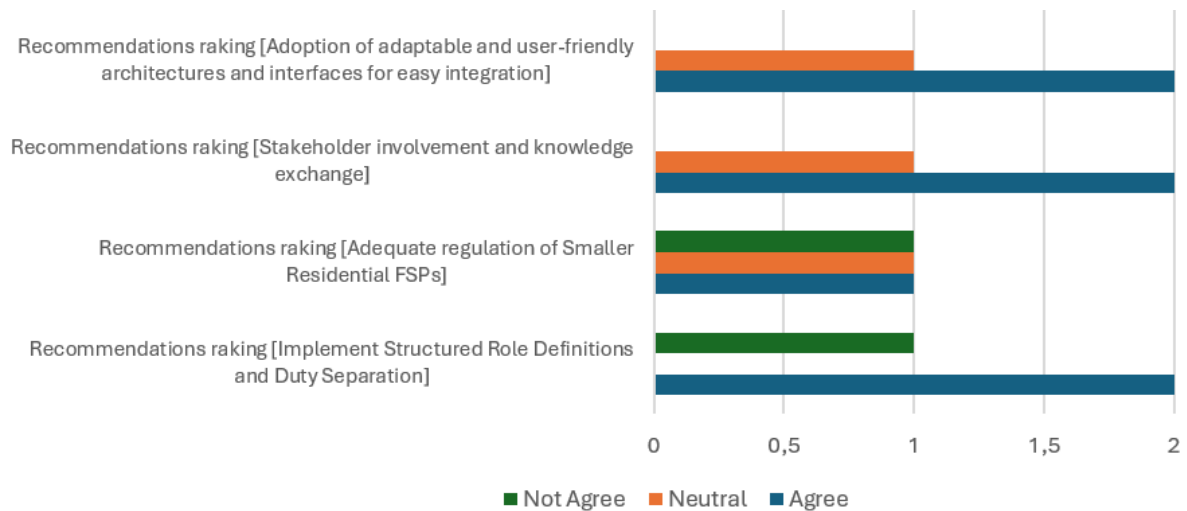 Recommendations raking [Adoption of adaptable and user-friendly
architectures and interfaces for easy integration]
Recommendations raking [Stakeholder involvement and knowledge
exchange]
Recommendations raking [Adequate regulation of Smaller
Residential FSPs]
Recommendations raking [Implement Structured Role Definitions
and Duty Separation]
0 0,5 1 1,5 2
Not Agree Neutral Agree